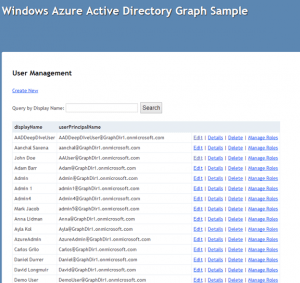 Windows Azure Active Directory Graph Sample
User Management
Create New
Query by Display Name: Search
displayName userPrincipalName
AADDeepDiveUser AADDeepDiveUser@GraphDir1.onmicrosoft.com Edit | Details | Delete | Manage Roles
Aanchal Saxena aanchal@GraphDir1.onmicrosoft.com Edit | Details | Delete | Manage Roles
John Doe AAUser@GraphDir1.onmicrosoft.com Edit | Details | Delete | Manage Roles
Adam Barr Adam@GraphDir1.onmicrosoft.com Edit | Details | Delete | Manage Roles
Admin Admin@GraphDir1.onmicrosoft.com Edit | Details | Delete | Manage Roles
Admin 1 admin1@GraphDir1.onmicrosoft.com Edit | Details | Delete | Manage Roles
Admin4 Admin4@GraphDir1.onmicrosoft.com Edit | Details | Delete | Manage Roles
Mark Jacob admin5@GraphDir1.onmicrosoft.com Edit | Details | Delete | Manage Roles
Anna Lidman Anna@GraphDir1.onmicrosoft.com Edit | Details | Delete | Manage Roles
Ayla Kol Ayla@GraphDir1.onmicrosoft.com Edit | Details | Delete | Manage Roles
AzureAdmin AzureAdmin@GraphDir1.onmicrosoft.com Edit | Details | Delete | Manage Roles
Carlos Grilo Carlos@GraphDir1.onmicrosoft.com Edit | Details | Delete | Manage Roles
Daniel Durrer Daniel@GraphDir1.onmicrosoft.com Edit | Details | Delete | Manage Roles
David Longmuir David@GraphDir1.onmicrosoft.com Edit | Details | Delete | Manage Roles
Demo User DemoUser@GraphDir1.onmicrosoft.com Edit | Details | Delete | Manage Roles